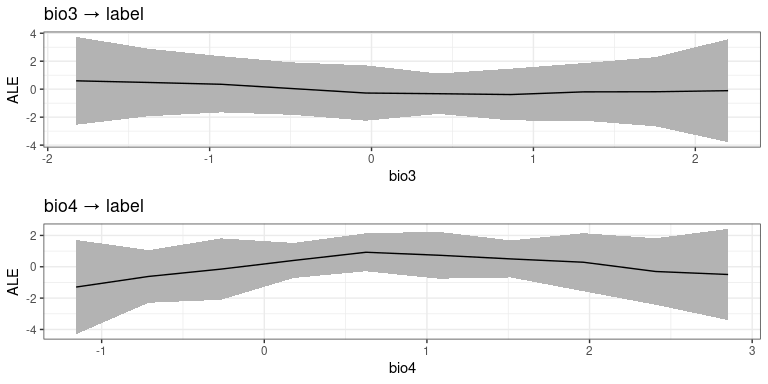 bio3 → label
4
2
0
-2
-4
ALE
-2 -1 0 1 2
bio3
bio4 → label
2
0
-2
-4
ALE
-1 0 1 2 3
bio4